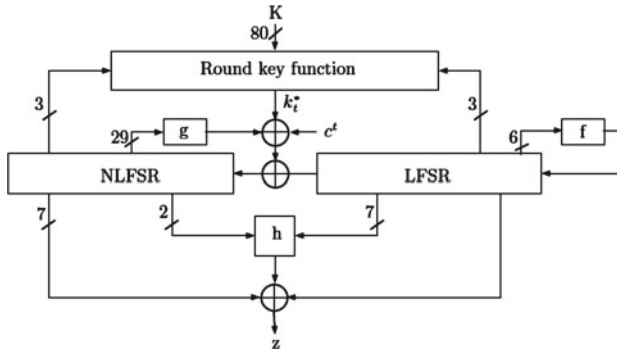 K
80
Round key function
3
k*t
3
29
g
c^t
6
f
NLFSR
LFSR
7
2
h
7
z